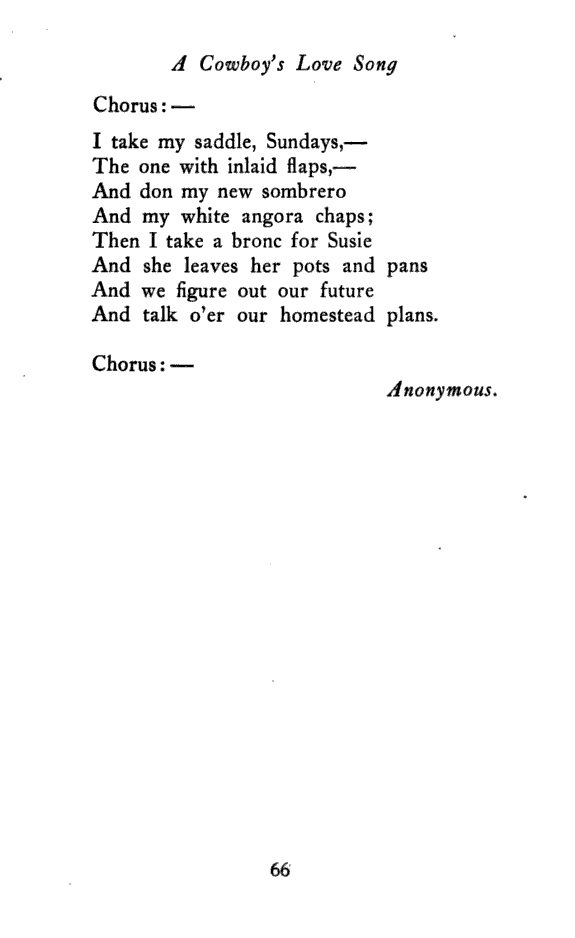 A Cowboy's Love Song
Chorus:—
I take my saddle, Sundays,—
The one with inlaid flaps,—
And don my new sombrero
And my white angora chaps;
Then I take a bronc for Susie
And she leaves her pots and pans
And we figure out our future
And talk o'er our homestead plans.
Chorus:—
Anonymous.
66